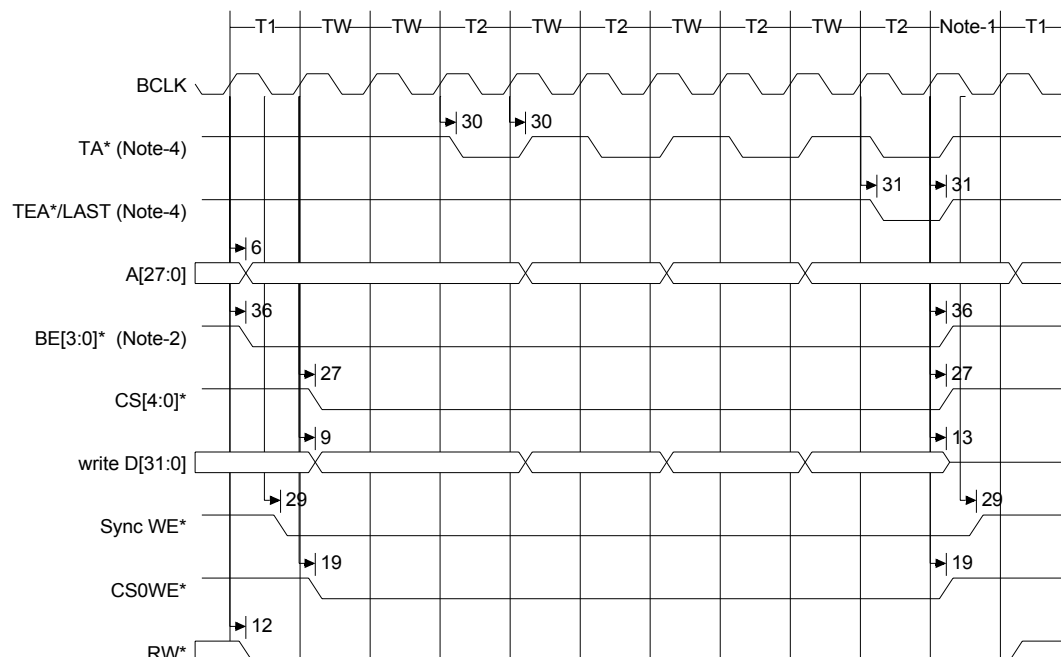 T1 TW TW T2 TW T2 TW T2 TW T2 Note-1 T1
BCLK
30 30
TA* (Note-4)
31 31
TEA*/LAST (Note-4)
6
A[27:0]
36 36
BE[3:0]* (Note-2)
27 27
CS[4:0]*
9 13
write D[31:0]
29 29
Sync WE*
19 19
CS0WE*
12
RW*